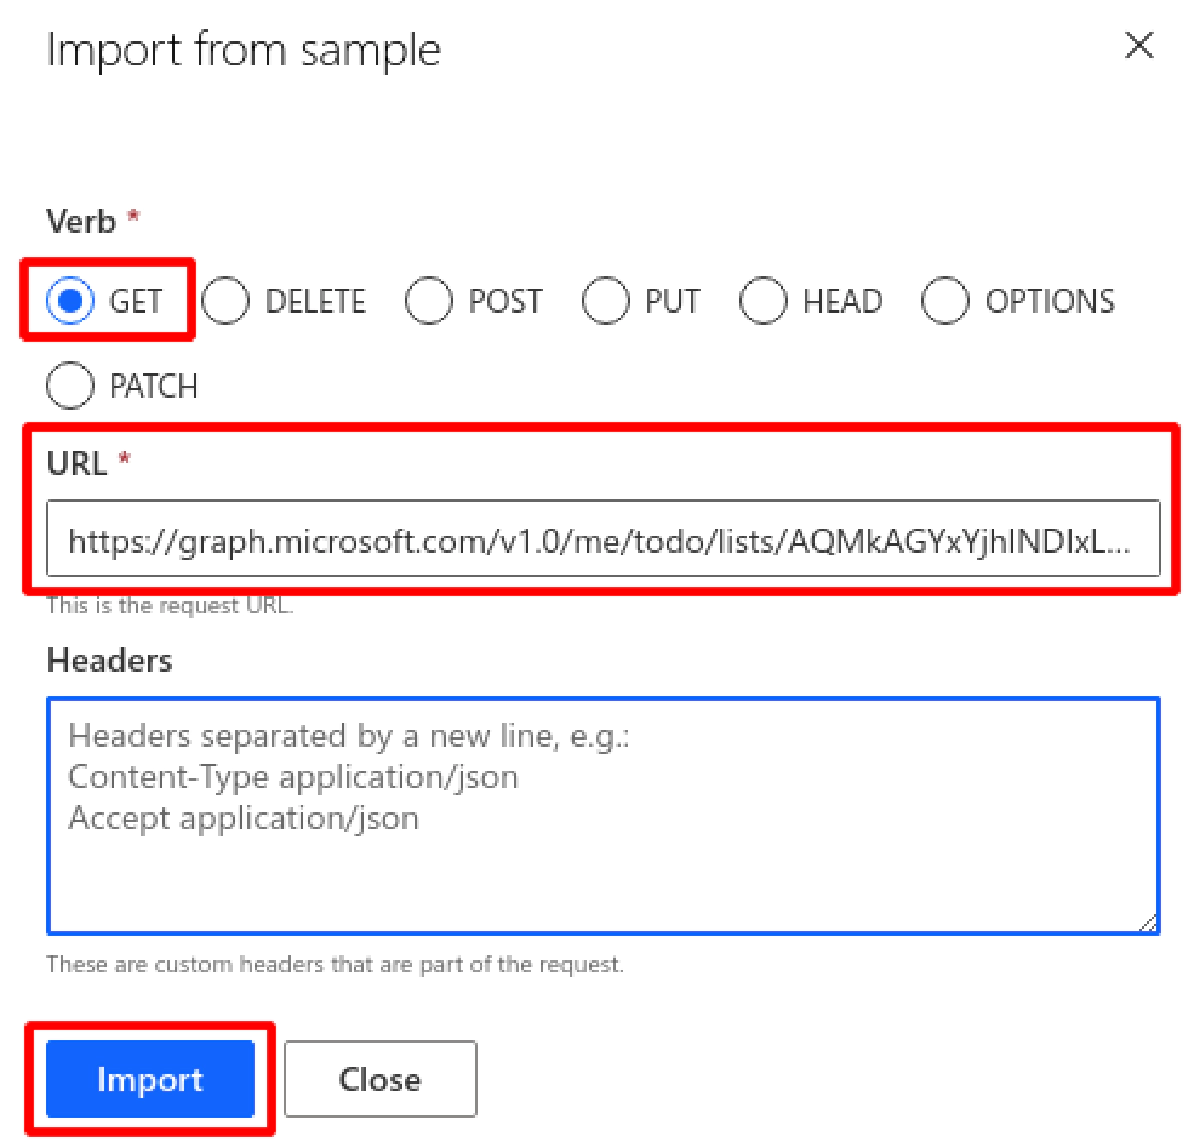 Import from sample
Verb *
GET DELETE POST PUT HEAD OPTIONS
PATCH
URL *
https://graph.microsoft.com/v1.0/me/todo/lists/AQMkAGYxYjhlNDIxL...
This is the request URL.
Headers
Headers separated by a new line, e.g.:
Content-Type application/json
Accept application/json
These are custom headers that are part of the request.
Import Close